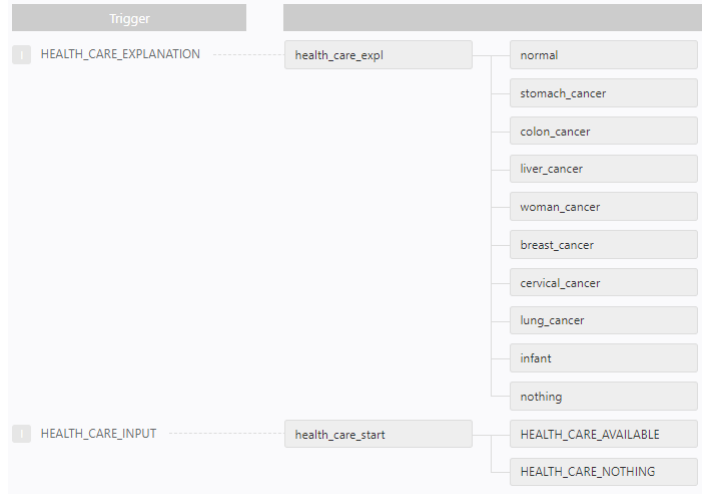 Trigger
HEALTH_CARE_EXPLANATION
health_care_expl
normal
stomach_cancer
colon_cancer
liver_cancer
woman_cancer
breast_cancer
cervical_cancer
lung_cancer
infant
nothing
HEALTH_CARE_INPUT
health_care_start
HEALTH_CARE_AVAILABLE
HEALTH_CARE_NOTHING